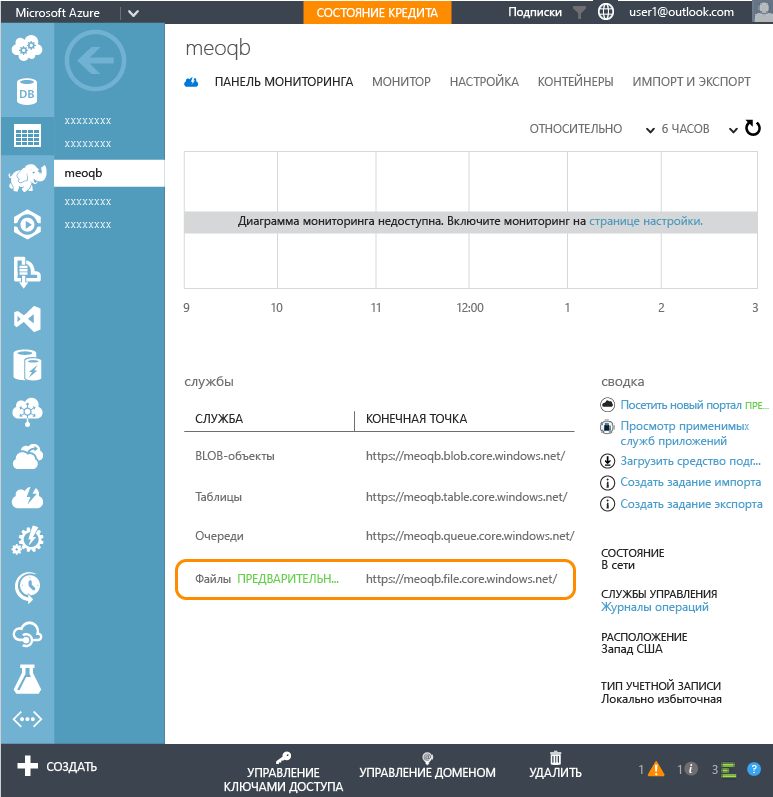 Microsoft Azure
СОСТОЯНИЕ КРЕДИТА
Подписки
user1@outlook.com
meoqb
ПАНЕЛЬ МОНИТОРИНГА МОНИТОР НАСТРОЙКА КОНТЕЙНЕРЫ ИМПОРТ И ЭКСПОРТ
DB
xxxxxxxx
xxxxxxxx
meoqb
xxxxxxxx
xxxxxxxx
ОТНОСИТЕЛЬНО 6 ЧАСОВ
Диаграмма мониторинга недоступна. Включите мониторинг на странице настройки.
9 10 11 12:00 1 2 3
службы
СЛУЖБА КОНЕЧНАЯ ТОЧКА
BLOB-объекты https://meoqb.blob.core.windows.net/
Таблицы https://meoqb.table.core.windows.net/
Очереди https://meoqb.queue.core.windows.net/
Файлы ПРЕДВАРИТЕЛЬН... https://meoqb.file.core.windows.net/
сводка
Посетить новый портал ПРЕ...
Просмотр применимых
служб приложений
Загрузить средство подг...
Создать задание импорта
Создать задание экспорта
СОСТОЯНИЕ
В сети
СЛУЖБЫ УПРАВЛЕНИЯ
Журналы операций
РАСПОЛОЖЕНИЕ
Запад США
ТИП УЧЕТНОЙ ЗАПИСИ
Локально избыточная
СОЗДАТЬ
УПРАВЛЕНИЕ
КЛЮЧАМИ ДОСТУПА
УПРАВЛЕНИЕ ДОМЕНОМ
УДАЛИТЬ
1 1 3 ?